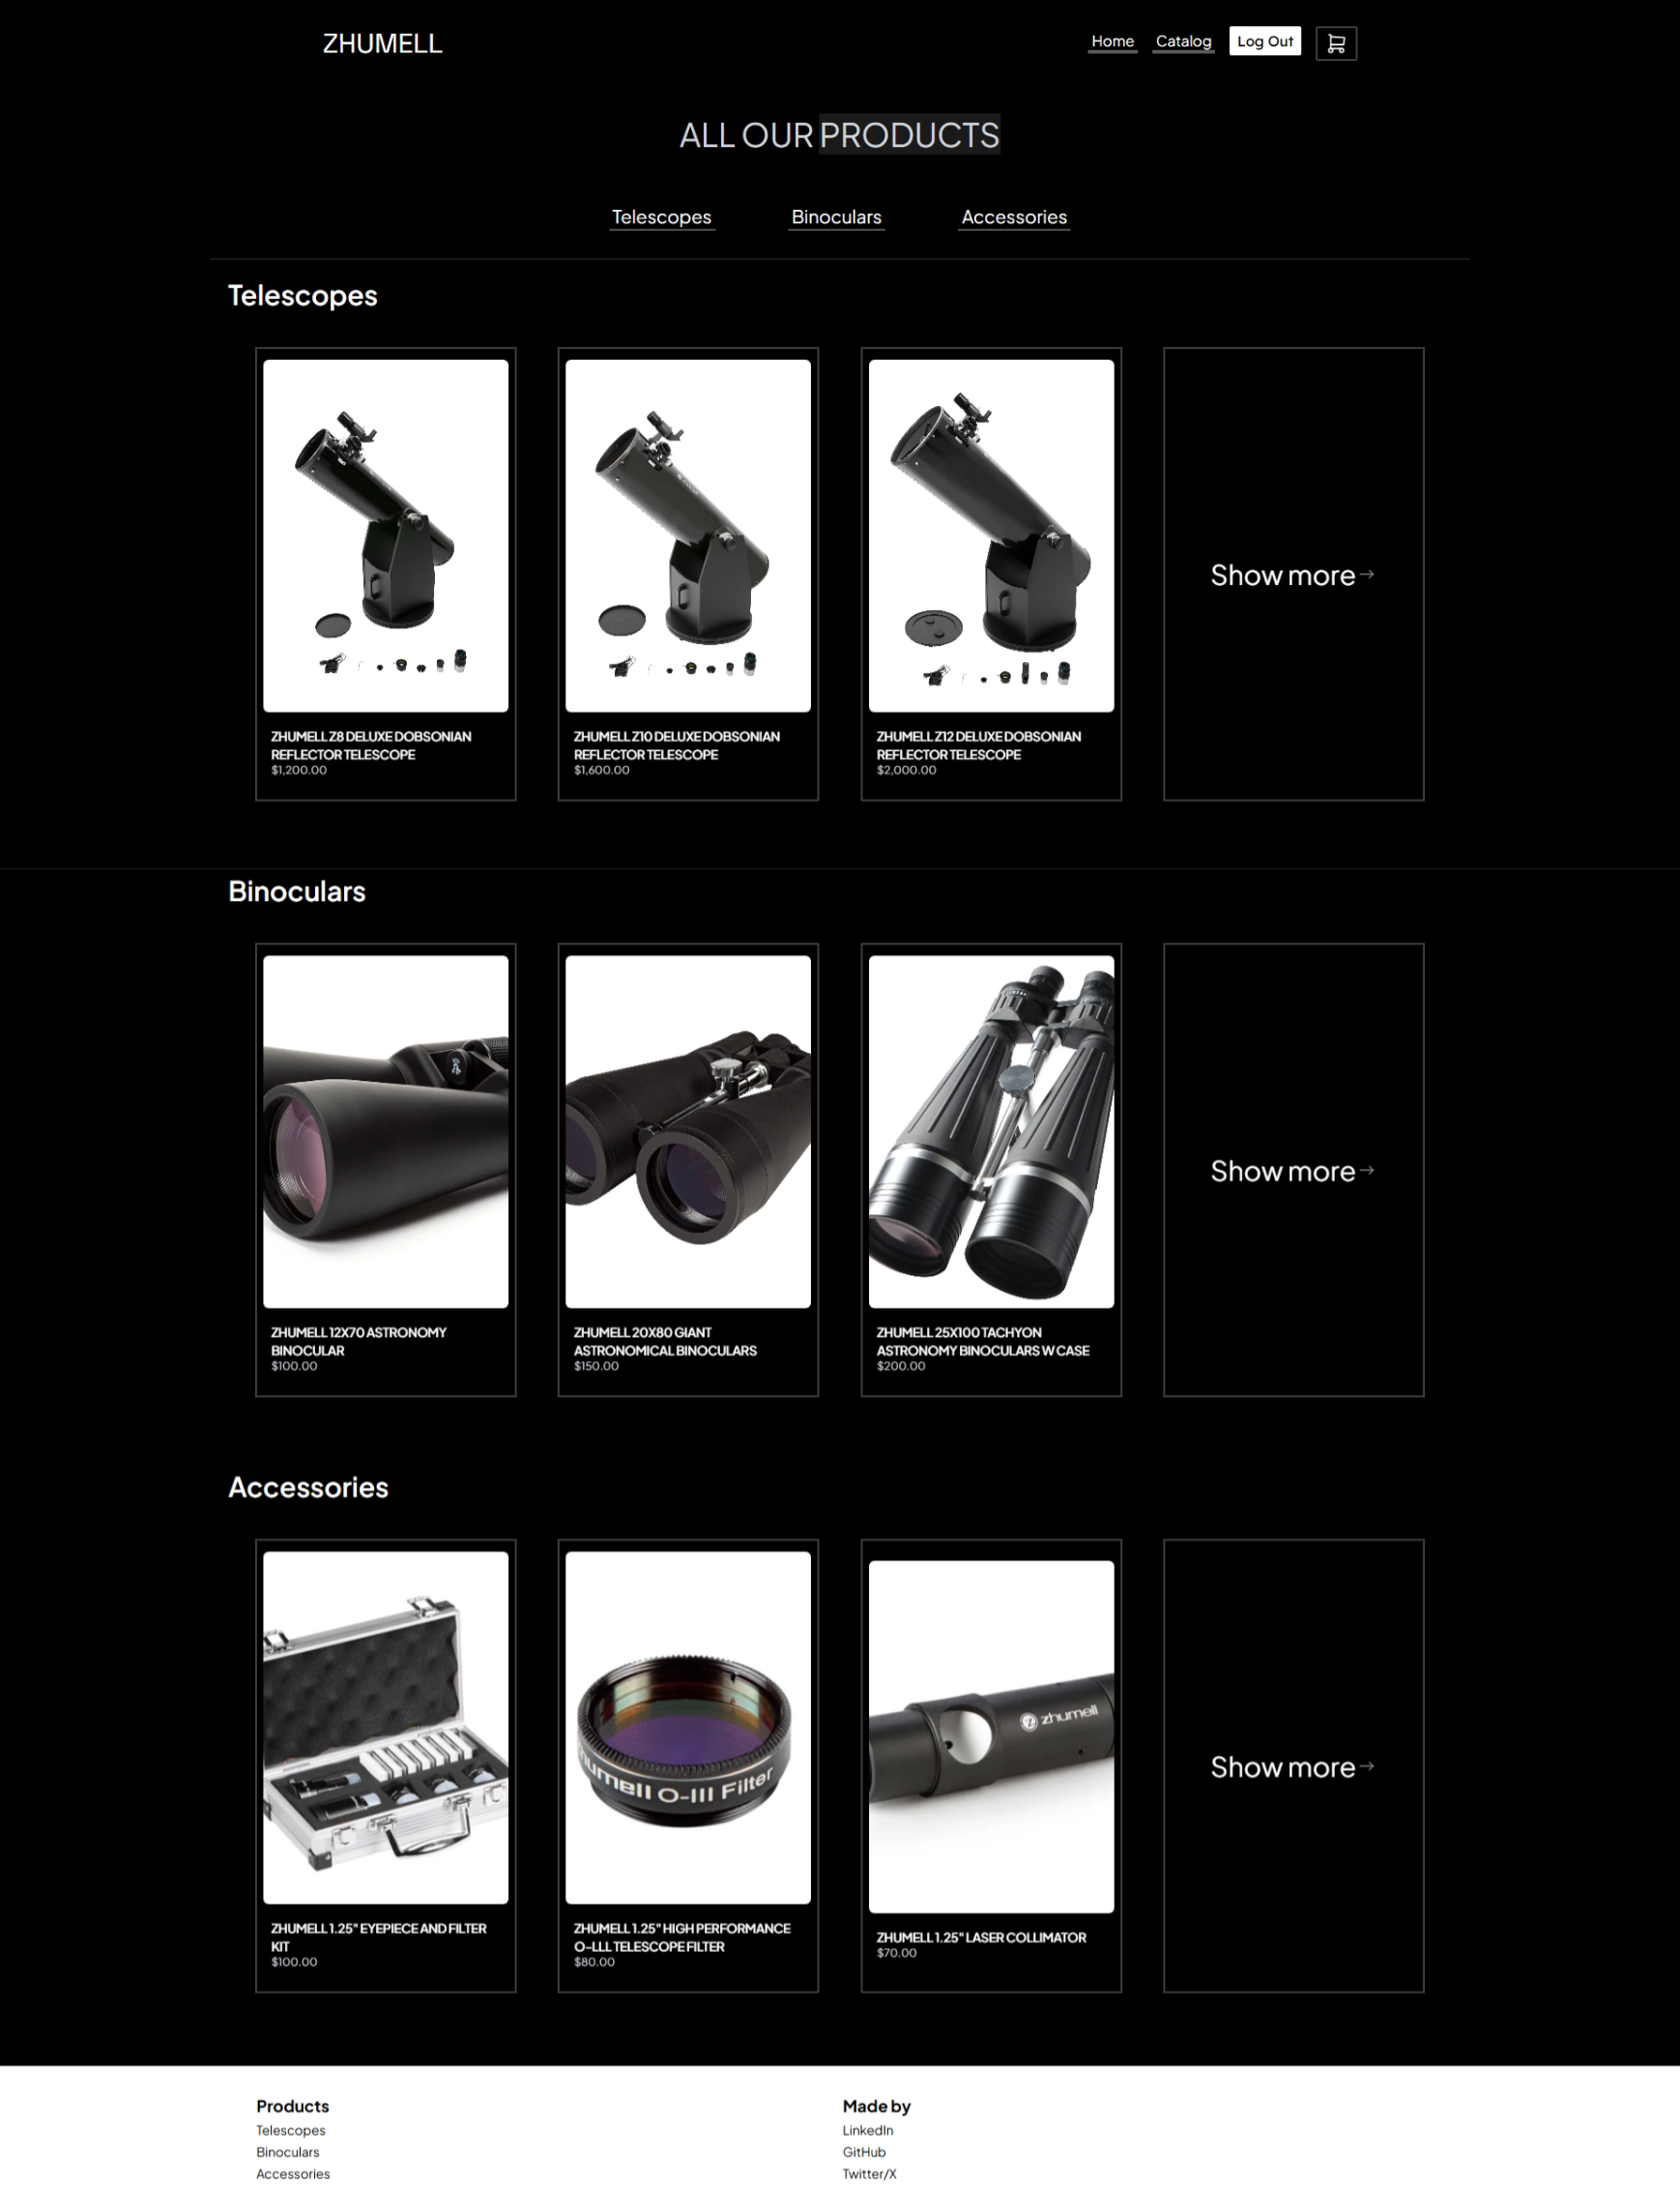 ZHUMELL
Home Catalog Log Out
ALL OUR PRODUCTS
Telescopes Binoculars Accessories
Telescopes
ZHUMELL Z8 DELUXE DOBSONIAN
REFLECTOR TELESCOPE
$1,200.00
ZHUMELL Z10 DELUXE DOBSONIAN
REFLECTOR TELESCOPE
$1,600.00
ZHUMELL Z12 DELUXE DOBSONIAN
REFLECTOR TELESCOPE
$2,000.00
Show more→
Binoculars
ZHUMELL 12X70 ASTRONOMY
BINOCULAR
$100.00
ZHUMELL 20X80 GIANT
ASTRONOMICAL BINOCULARS
$150.00
ZHUMELL 25X100 TACHYON
ASTRONOMY BINOCULARS W CASE
$200.00
Show more→
Accessories
ZHUMELL 1.25" EYEPIECE AND FILTER
KIT
$100.00
humell O-III Filter
ZHUMELL 1.25" HIGH PERFORMANCE
O-LLL TELESCOPE FILTER
$80.00
zhumell
ZHUMELL 1.25" LASER COLLIMATOR
$70.00
Show more→
Products
Telescopes
Binoculars
Accessories
Made by
LinkedIn
GitHub
Twitter/X